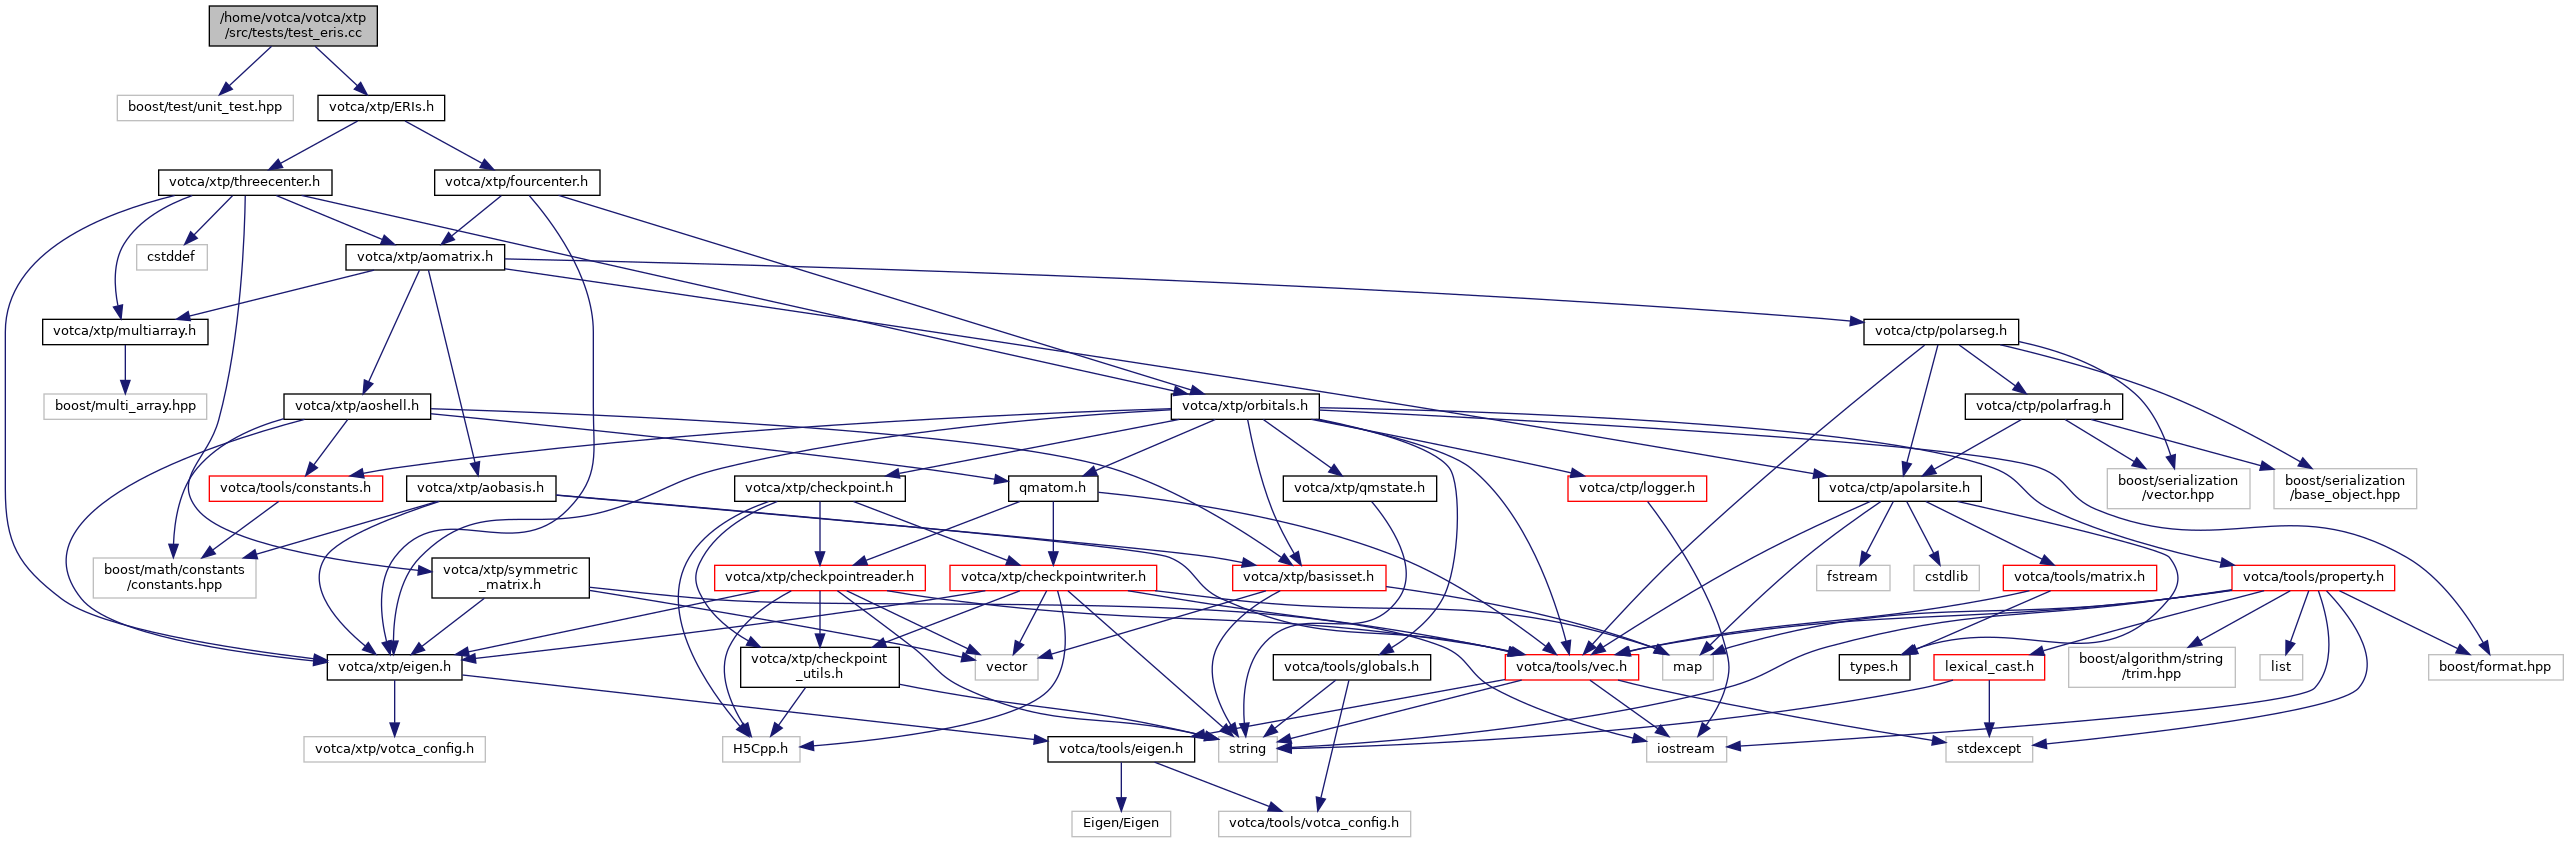 /home/votca/votca/xtp
/src/tests/test_eris.cc
boost/test/unit_test.hpp
votca/xtp/ERIs.h
votca/xtp/threecenter.h
votca/xtp/fourcenter.h
cstddef
votca/xtp/aomatrix.h
votca/xtp/multiarray.h
votca/ctp/polarseg.h
boost/multi_array.hpp
votca/xtp/aoshell.h
votca/xtp/orbitals.h
votca/ctp/polarfrag.h
votca/tools/constants.h
votca/xtp/aobasis.h
votca/xtp/checkpoint.h
qmatom.h
votca/xtp/qmstate.h
votca/ctp/logger.h
votca/ctp/apolarsite.h
boost/serialization
/vector.hpp
boost/serialization
/base_object.hpp
boost/math/constants
/constants.hpp
votca/xtp/symmetric
_matrix.h
votca/xtp/checkpointreader.h
votca/xtp/checkpointwriter.h
votca/xtp/basisset.h
fstream
cstdlib
votca/tools/matrix.h
votca/tools/property.h
votca/xtp/eigen.h
votca/xtp/checkpoint
_utils.h
vector
votca/tools/globals.h
votca/tools/vec.h
map
types.h
lexical_cast.h
boost/algorithm/string
/trim.hpp
list
boost/format.hpp
votca/xtp/votca_config.h
H5Cpp.h
votca/tools/eigen.h
string
iostream
stdexcept
Eigen/Eigen
votca/tools/votca_config.h